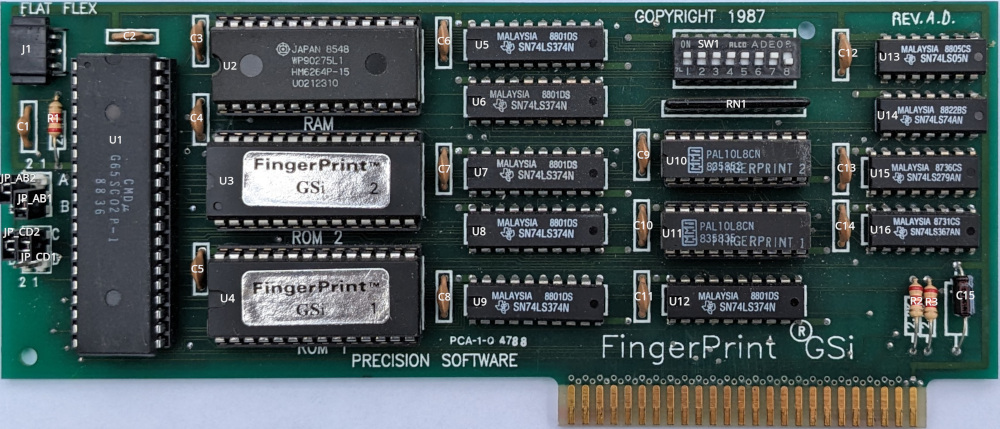 FLAT FLEX
COPYRIGHT 1987
REV.A.D.
J1
C2
C3
U2
JAPAN 8548
WP90275L1
HM6264P-15
U0212310
RAM
C6
U5
MALAYSIA 8801DS
SN74LS374N
SW1
ON
ADE08
1 2 3 4 5 6 7 8
C12
U13
MALAYSIA 8805CS
SN74LS05N
C1
R1
2 1
U1
CMD
G65SC02P-1
8836
C4
U6
MALAYSIA 8801DS
SN74LS374N
RN1
U14
MALAYSIA 8822BS
SN74LS74AN
JP_AB2
JP_AB1
A
B
U3
FingerPrint™
GSi
2
ROM 2
C7
U7
MALAYSIA 8801DS
SN74LS374N
C9
U10
PAL10L8CN
FINGERPRINT 2
C13
U15
MALAYSIA 8736CS
SN74LS279AN
JP_CD2
JP_CD1
C
2 1
U8
MALAYSIA 8801DS
SN74LS374N
C10
U11
PAL10L8CN
FINGERPRINT 1
C14
U16
MALAYSIA 8731CS
SN74LS367AN
C5
U4
FingerPrint™
GSi
1
ROM 1
C8
U9
MALAYSIA 8801DS
SN74LS374N
C11
U12
MALAYSIA 8801DS
SN74LS374N
R2
R3
C15
PCA-1-0 4788
PRECISION SOFTWARE
FingerPrint ® GSi